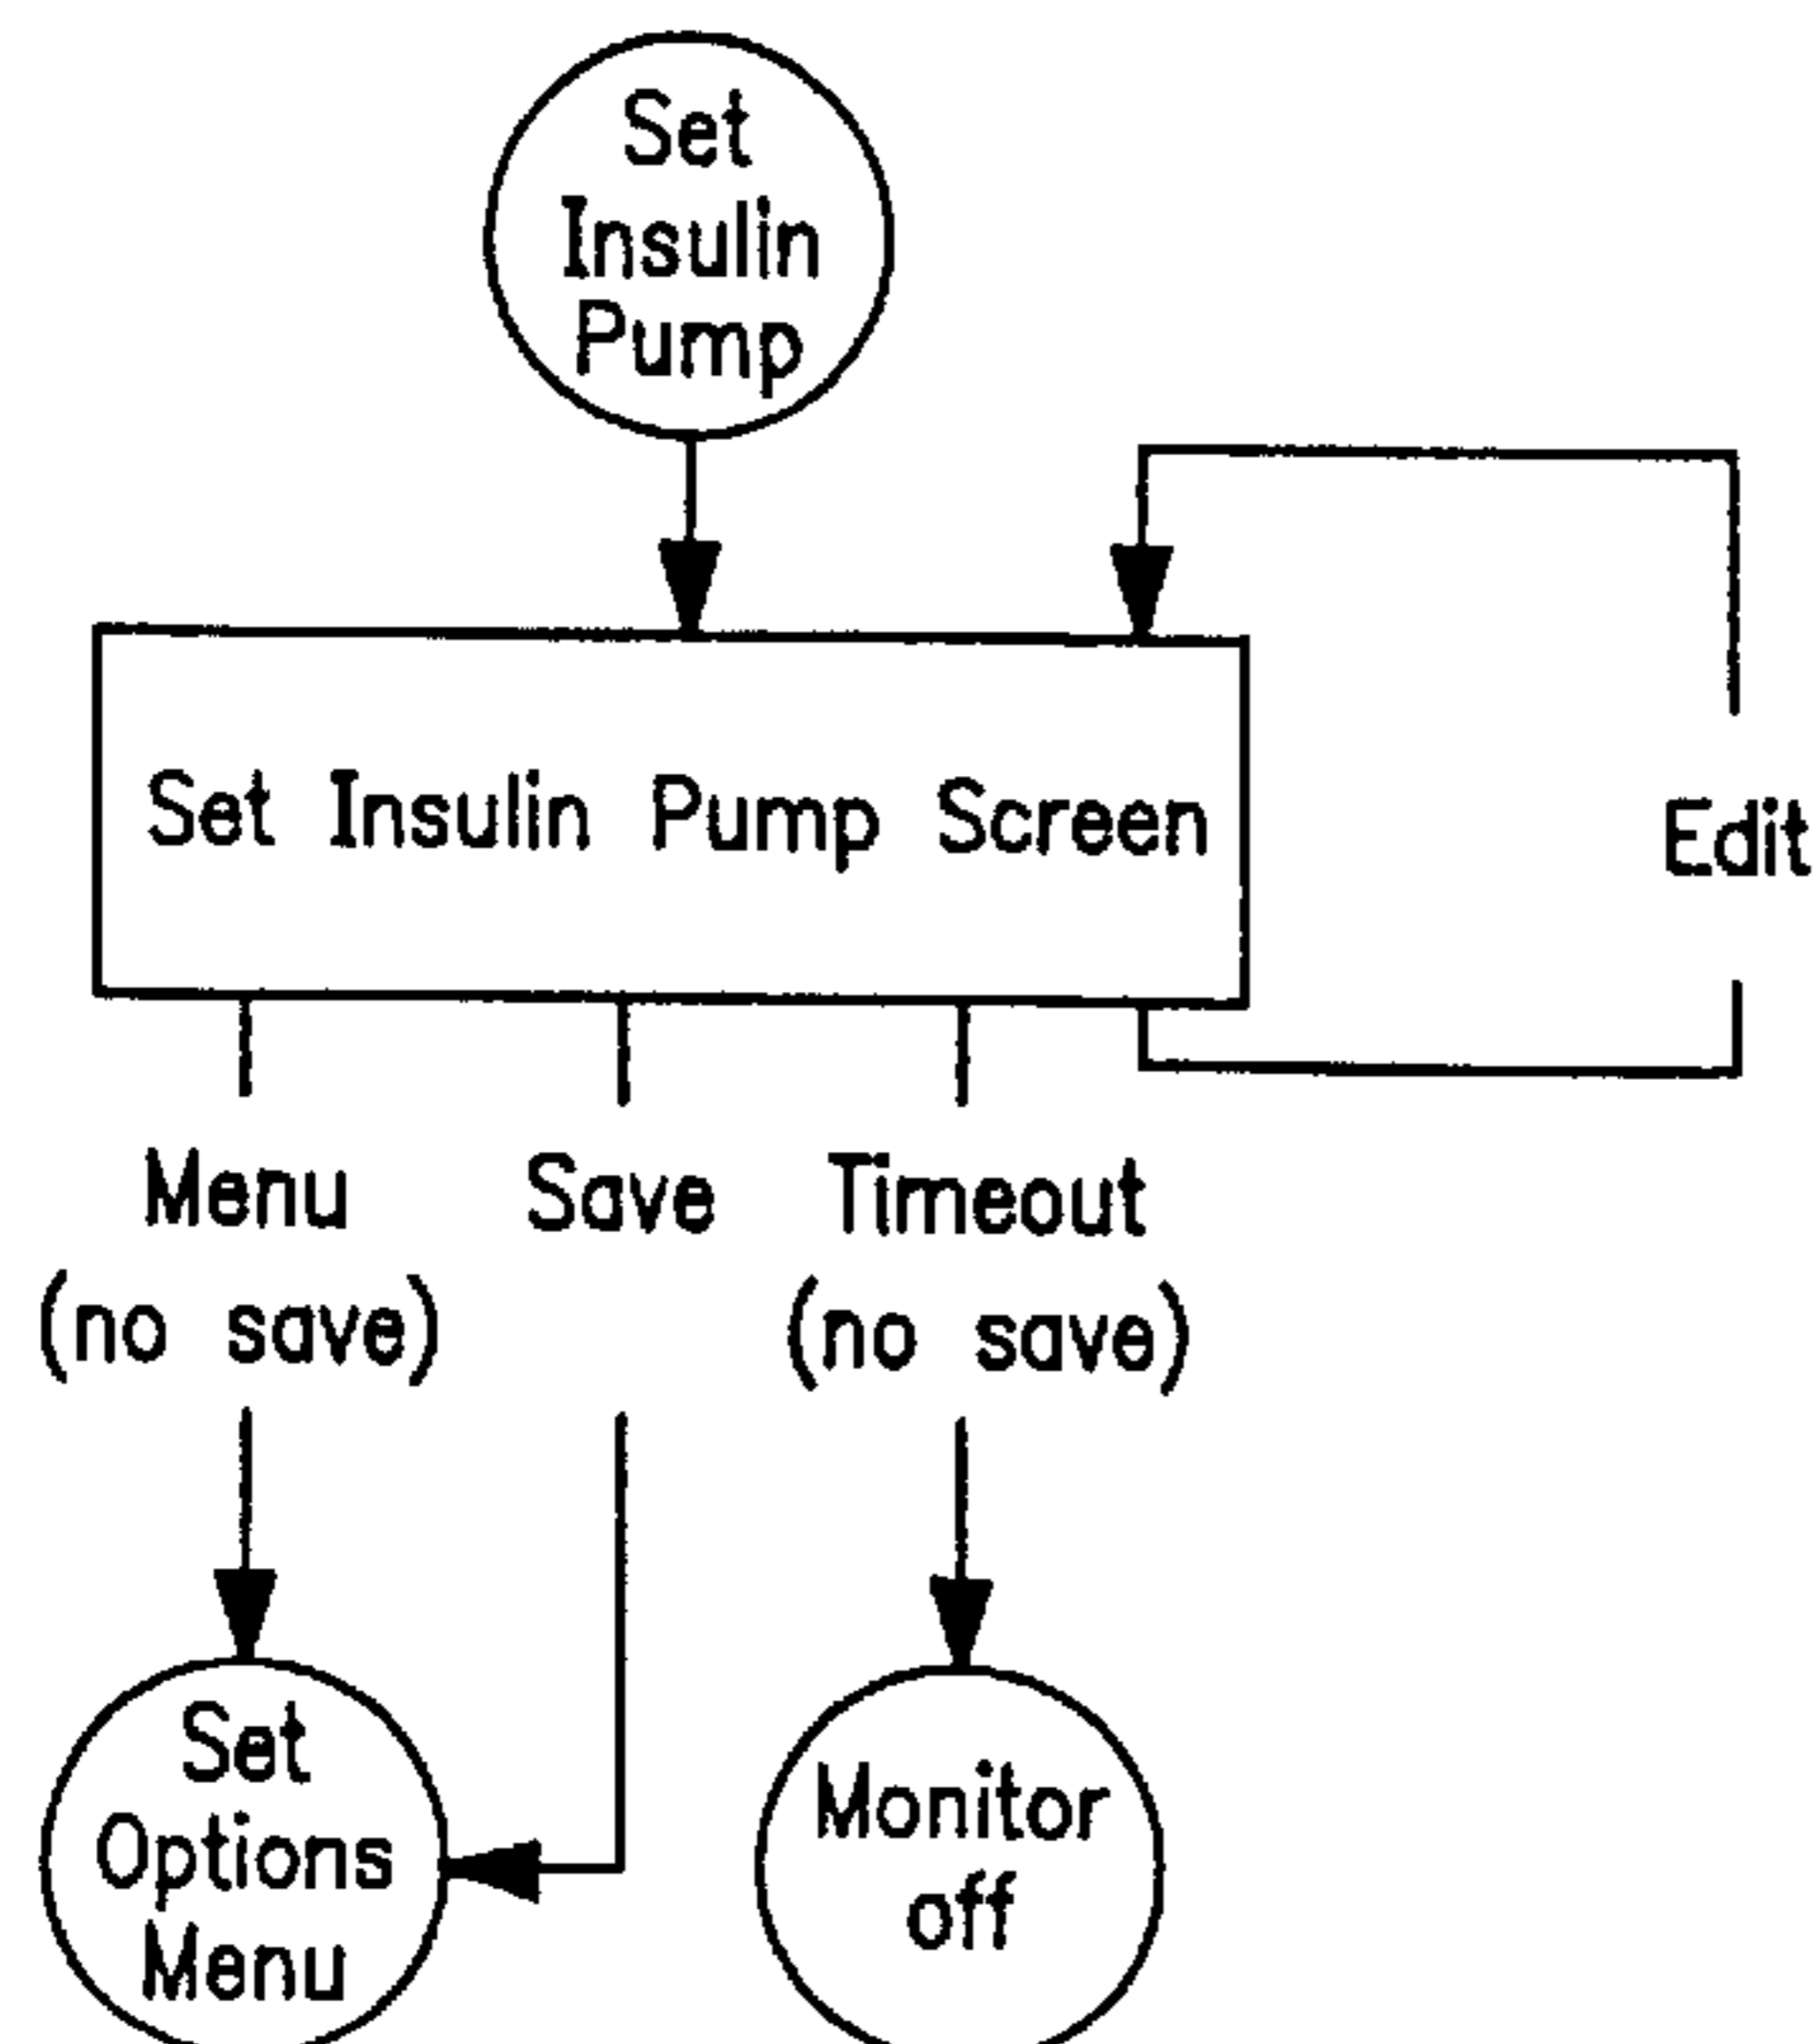 Set
Insulin
Pump
Set Insulin Pump Screen
Edit
Menu
(no save)
Save
Timeout
(no save)
Set
Options
Menu
Monitor
off